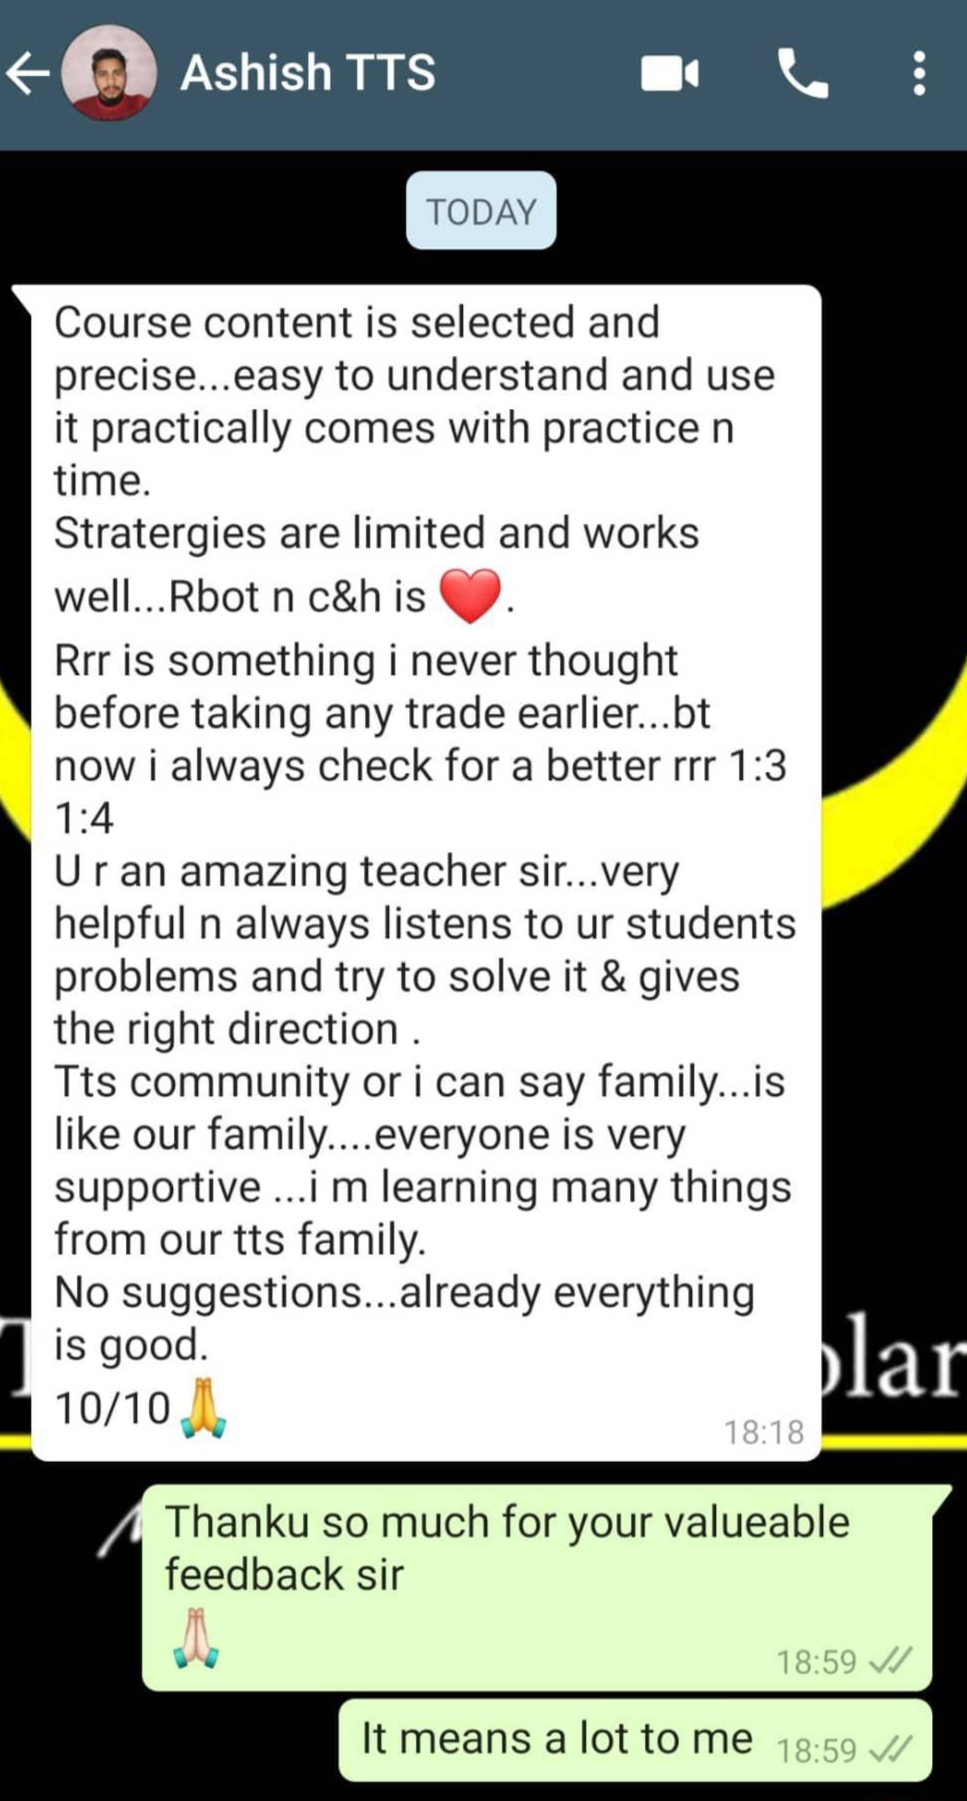 Ashish TTS
TODAY
Course content is selected and
precise...easy to understand and use
it practically comes with practice n
time.
Stratergies are limited and works
well...Rbot n c&h is ❤️.
Rrr is something i never thought
before taking any trade earlier...bt
now i always check for a better rrr 1:3
1:4
U r an amazing teacher sir...very
helpful n always listens to ur students
problems and try to solve it & gives
the right direction .
Tts community or i can say family...is
like our family....everyone is very
supportive ...i m learning many things
from our tts family.
No suggestions...already everything
is good.
10/10🙏
18:18
Thanku so much for your valueable
feedback sir
🙏🏻
18:59
It means a lot to me 18:59